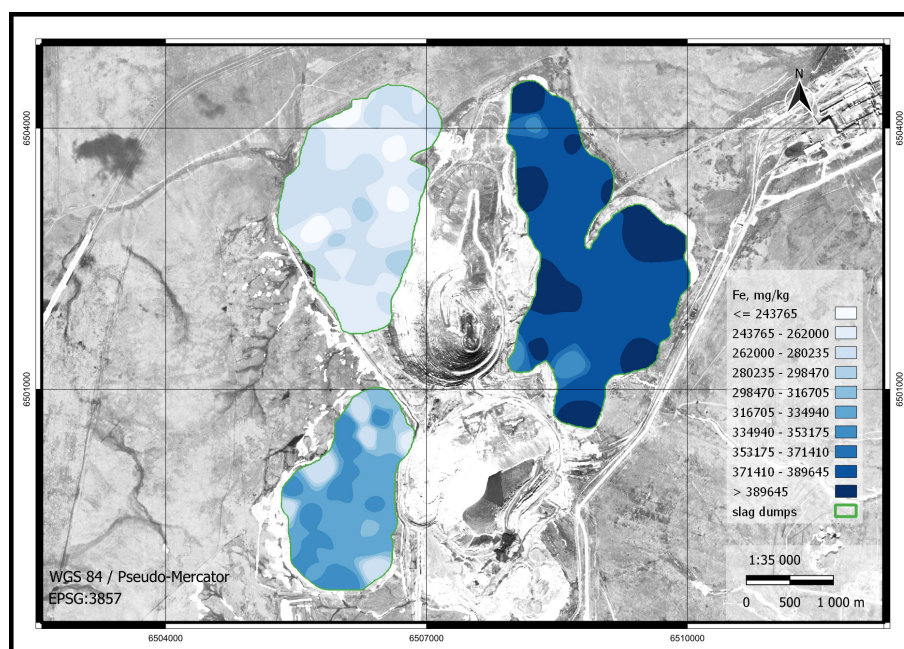 N
6504000
6504000
Fe, mg/kg
<= 243765
243765 - 262000
262000 - 280235
280235 - 298470
298470 - 316705
316705 - 334940
334940 - 353175
353175 - 371410
371410 - 389645
> 389645
slag dumps
6501000
6501000
1:35 000
0 500 1 000 m
WGS 84 / Pseudo-Mercator
EPSG:3857
6504000 6507000 6510000